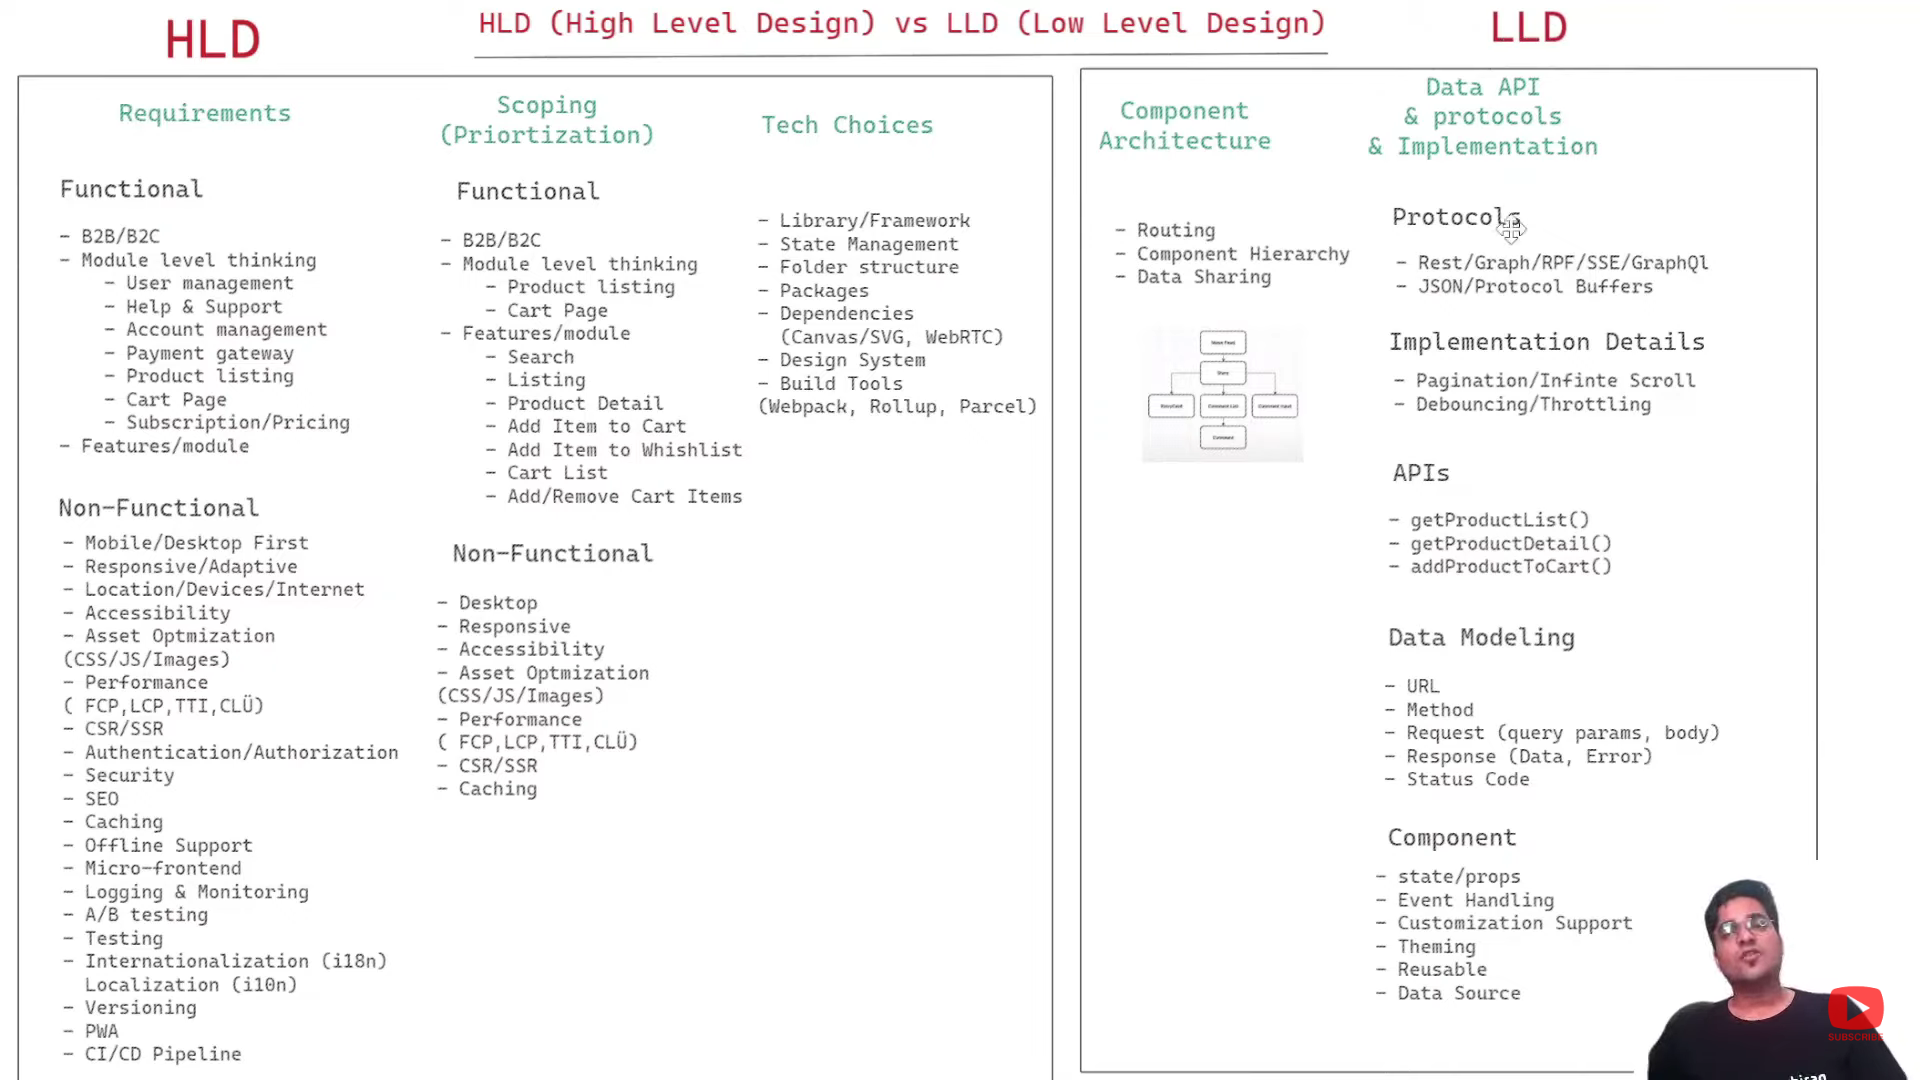 HLD
HLD (High Level Design) vs LLD (Low Level Design)
LLD
Requirements
Functional
- B2B/B2C
- Module level thinking
- User management
- Help & Support
- Account management
- Payment gateway
- Product listing
- Cart Page
- Subscription/Pricing
- Features/module
Non-Functional
- Mobile/Desktop First
- Responsive/Adaptive
- Location/Devices/Internet
- Accessibility
- Asset Optmization
(CSS/JS/Images)
- Performance
( FCP,LCP,TTI,CLÜ)
- CSR/SSR
- Authentication/Authorization
- Security
- SEO
- Caching
- Offline Support
- Micro-frontend
- Logging & Monitoring
- A/B testing
- Testing
- Internationalization (i18n)
Localization (i10n)
- Versioning
- PWA
- CI/CD Pipeline
Scoping
(Priortization)
Functional
- B2B/B2C
- Module level thinking
- Product listing
- Cart Page
- Features/module
- Search
- Listing
- Product Detail
- Add Item to Cart
- Add Item to Whishlist
- Cart List
- Add/Remove Cart Items
Non-Functional
- Desktop
- Responsive
- Accessibility
- Asset Optmization
(CSS/JS/Images)
- Performance
( FCP,LCP,TTI,CLÜ)
- CSR/SSR
- Caching
Tech Choices
- Library/Framework
- State Management
- Folder structure
- Packages
- Dependencies
(Canvas/SVG, WebRTC)
- Design System
- Build Tools
(Webpack, Rollup, Parcel)
Component
Architecture
- Routing
- Component Hierarchy
- Data Sharing
News Feed
Story
Comment List
Comment Input
Comment
Data API
& protocols
& Implementation
Protocols
- Rest/Graph/RPF/SSE/GraphQl
- JSON/Protocol Buffers
Implementation Details
- Pagination/Infinte Scroll
- Debouncing/Throttling
APIs
- getProductList()
- getProductDetail()
- addProductToCart()
Data Modeling
- URL
- Method
- Request (query params, body)
- Response (Data, Error)
- Status Code
Component
- state/props
- Event Handling
- Customization Support
- Theming
- Reusable
- Data Source
SUBSCRIBE